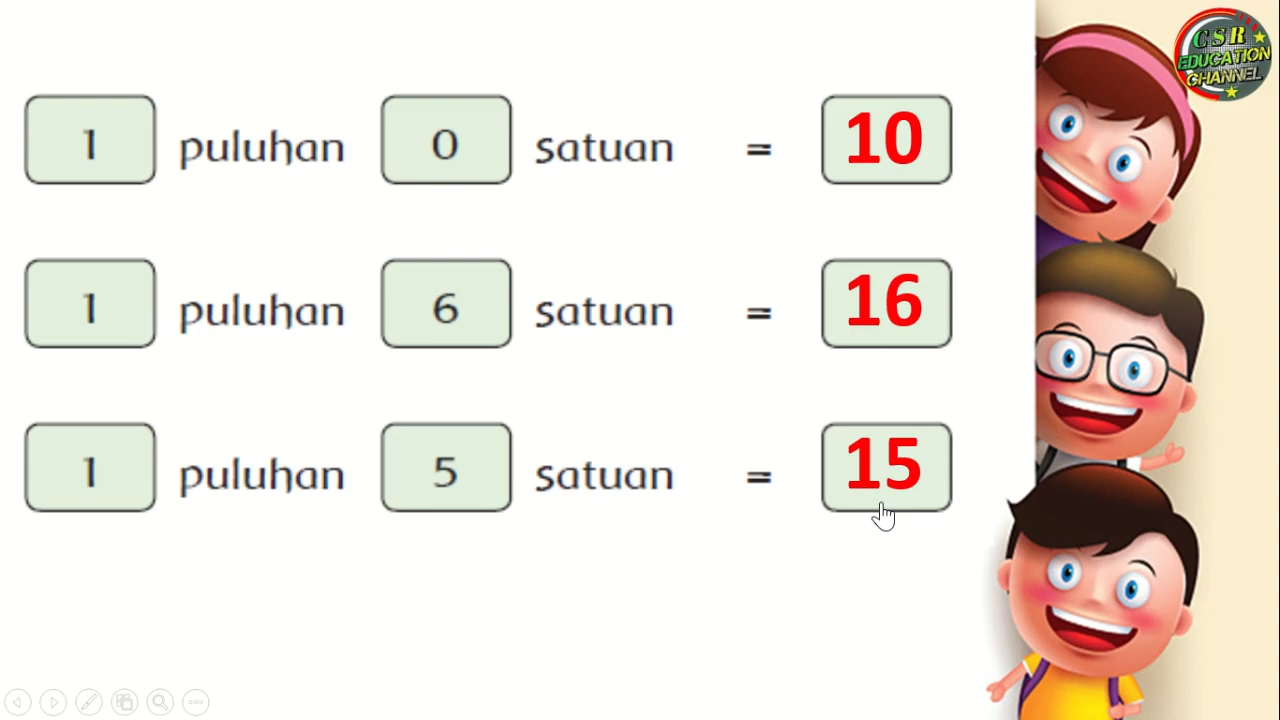 CSR
EDUCATION
CHANNEL
1 puluhan 0 satuan = 10
1 puluhan 6 satuan = 16
1 puluhan 5 satuan = 15